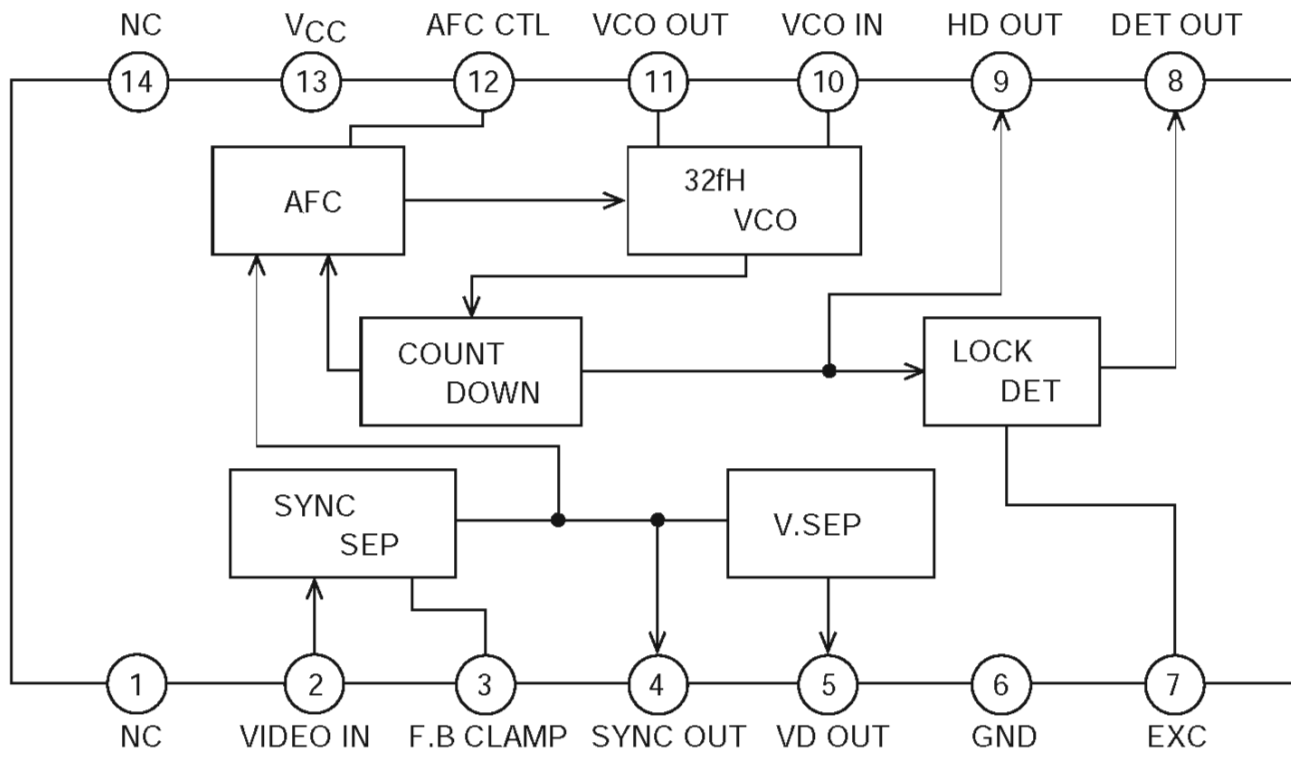 NC VCC AFC CTL VCO OUT VCO IN HD OUT DET OUT
14 13 12 11 10 9 8
AFC
32fH
VCO
COUNT
DOWN
LOCK
DET
SYNC
SEP
V.SEP
1 2 3 4 5 6 7
NC VIDEO IN F.B CLAMP SYNC OUT VD OUT GND EXC